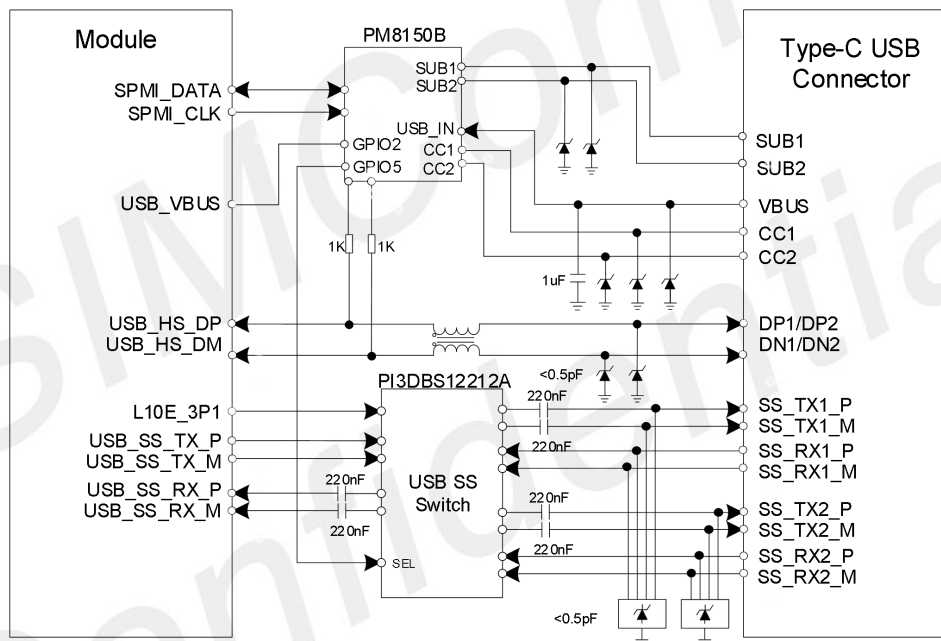 Module
PM8150B
Type-C USB
Connector
SPMI_DATA
SPMI_CLK
SUB1
SUB2
USB_IN
GPIO2
CC1
GPIO5
CC2
SUB1
SUB2
USB_VBUS
VBUS
CC1
CC2
1K
1K
1uF
USB_HS_DP
USB_HS_DM
DP1/DP2
DN1/DN2
PI3DBS12212A
<0.5pF
L10E_3P1
220nF
SS_TX1_P
SS_TX1_M
USB_SS_TX_P
USB_SS_TX_M
220nF
SS_RX1_P
SS_RX1_M
USB_SS_RX_P
USB_SS_RX_M
220nF
220nF
USB SS
Switch
220nF
SS_TX2_P
SS_TX2_M
220nF
SS_RX2_P
SS_RX2_M
SEL
<0.5pF
SIMCom
Confidential